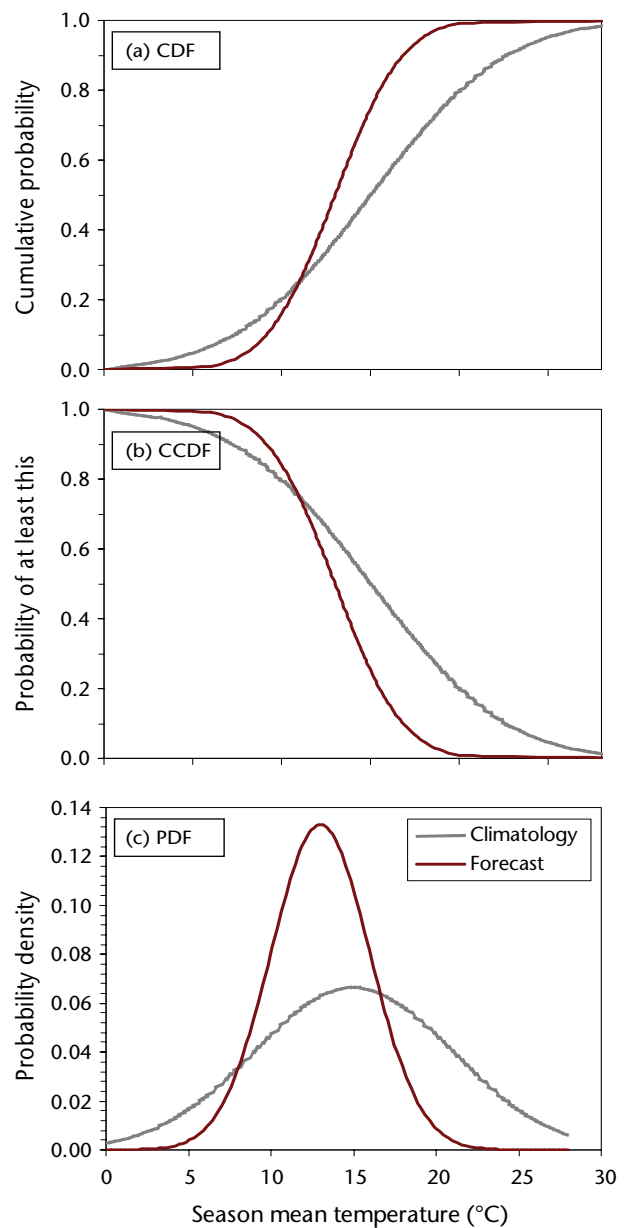 (a) CDF
1.0
0.8
0.6
0.4
0.2
0.0
Cumulative probability
(b) CCDF
1.0
0.8
0.6
0.4
0.2
0.0
Probability of at least this
(c) PDF
Climatology
Forecast
0.14
0.12
0.10
0.08
0.06
0.04
0.02
0.00
Probability density
0 5 10 15 20 25 30
Season mean temperature (°C)